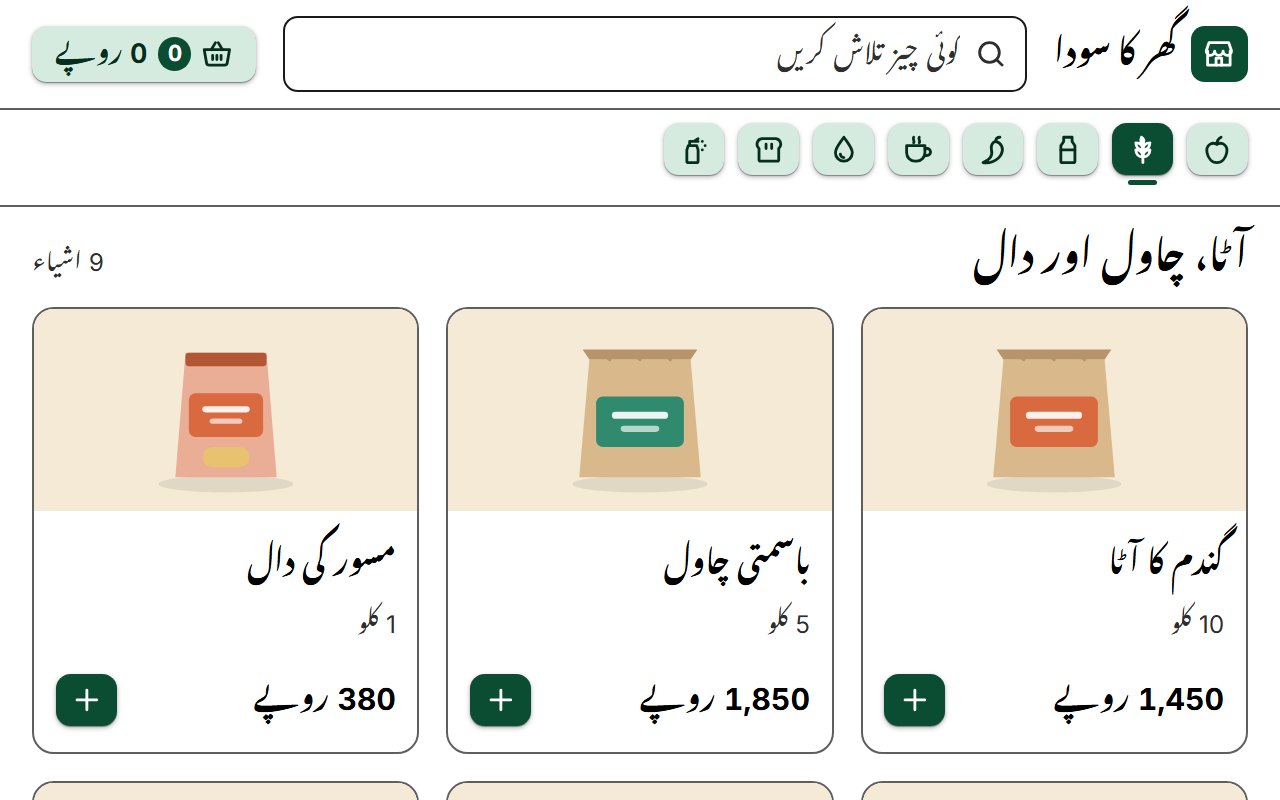 گھر کا سودا
کوئی چیز تلاش کریں
0 0 روپے
آٹا، چاول اور دال
9 اشیاء
گندم کا آٹا
10 کلو
1,450 روپے
باسمتی چاول
5 کلو
1,850 روپے
مسور کی دال
1 کلو
380 روپے